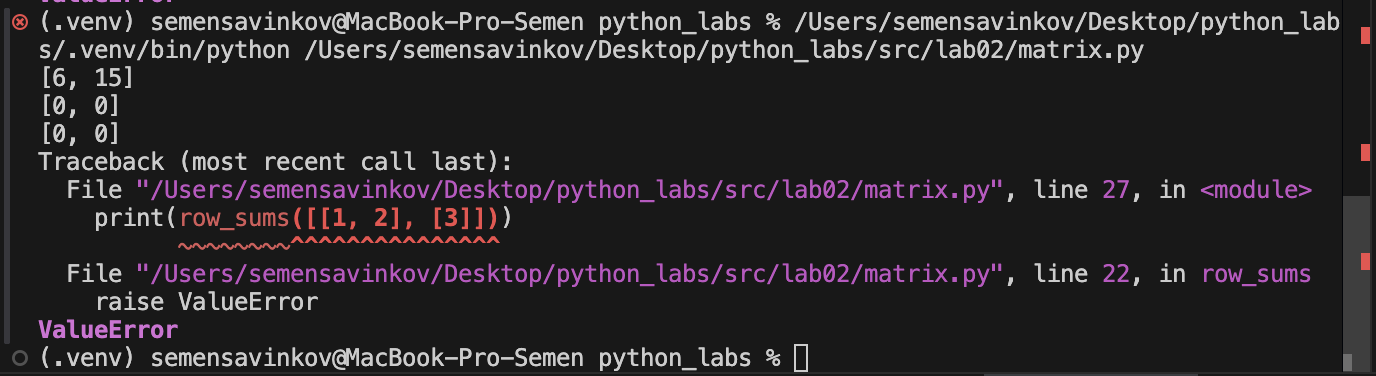 ValueError
(.venv) semensavinkov@MacBook-Pro-Semen python_labs % /Users/semensavinkov/Desktop/python_lab
s/.venv/bin/python /Users/semensavinkov/Desktop/python_labs/src/lab02/matrix.py
[6, 15]
[0, 0]
[0, 0]
Traceback (most recent call last):
  File "/Users/semensavinkov/Desktop/python_labs/src/lab02/matrix.py", line 27, in <module>
    print(row_sums([[1, 2], [3]]))
          ~~~~~~~~^^^^^^^^^^^^^^^
  File "/Users/semensavinkov/Desktop/python_labs/src/lab02/matrix.py", line 22, in row_sums
    raise ValueError
ValueError
(.venv) semensavinkov@MacBook-Pro-Semen python_labs %